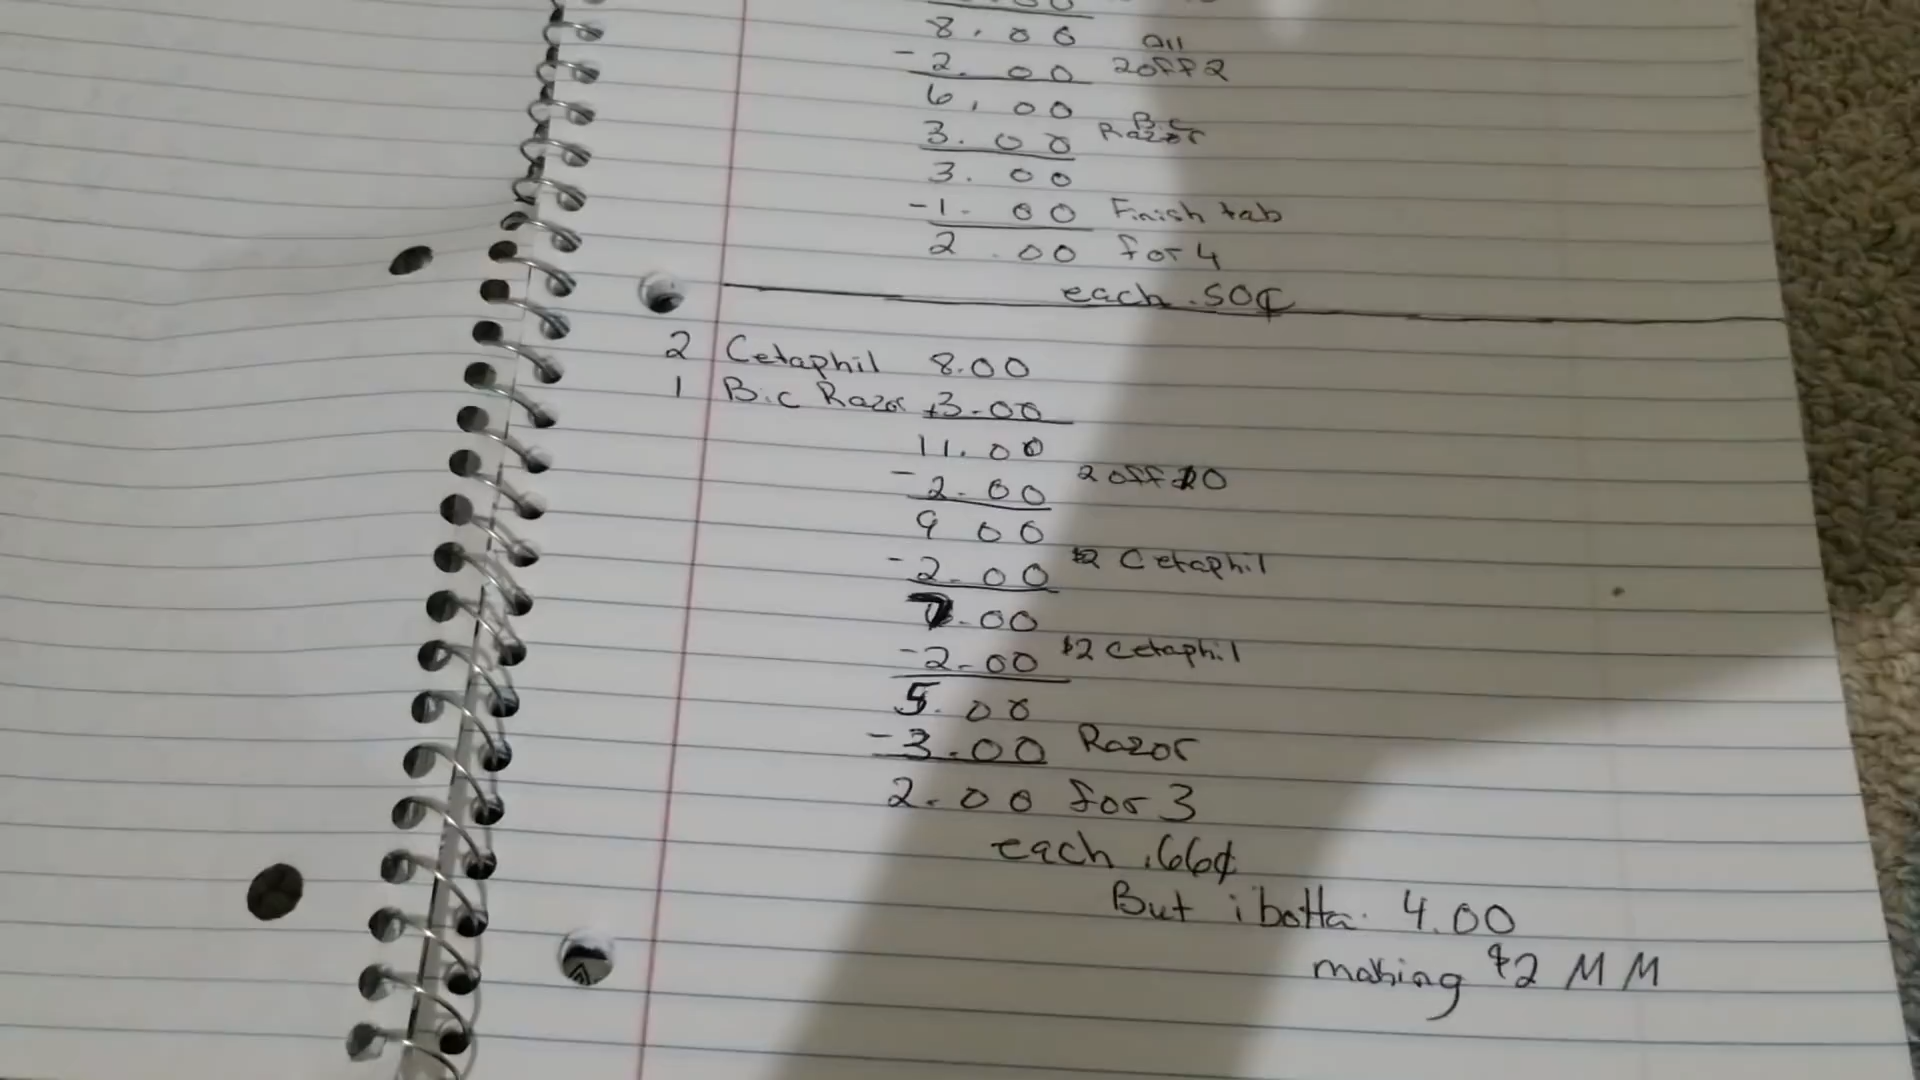 8.00 all
-2.00 2off2
6.00
3.00 Bic Razor
3.00
-1.00 Finish tab
2.00 for 4
each .50¢
2 Cetaphil 8.00
1 Bic Razor +3.00
11.00
-2.00 2 off 10
9 00
-2.00 $2 Cetaphil
7.00
-2.00 $2 Cetaphil
5.00
-3.00 Razor
2.00 for 3
each .66¢
But ibotta 4.00
making $2 MM